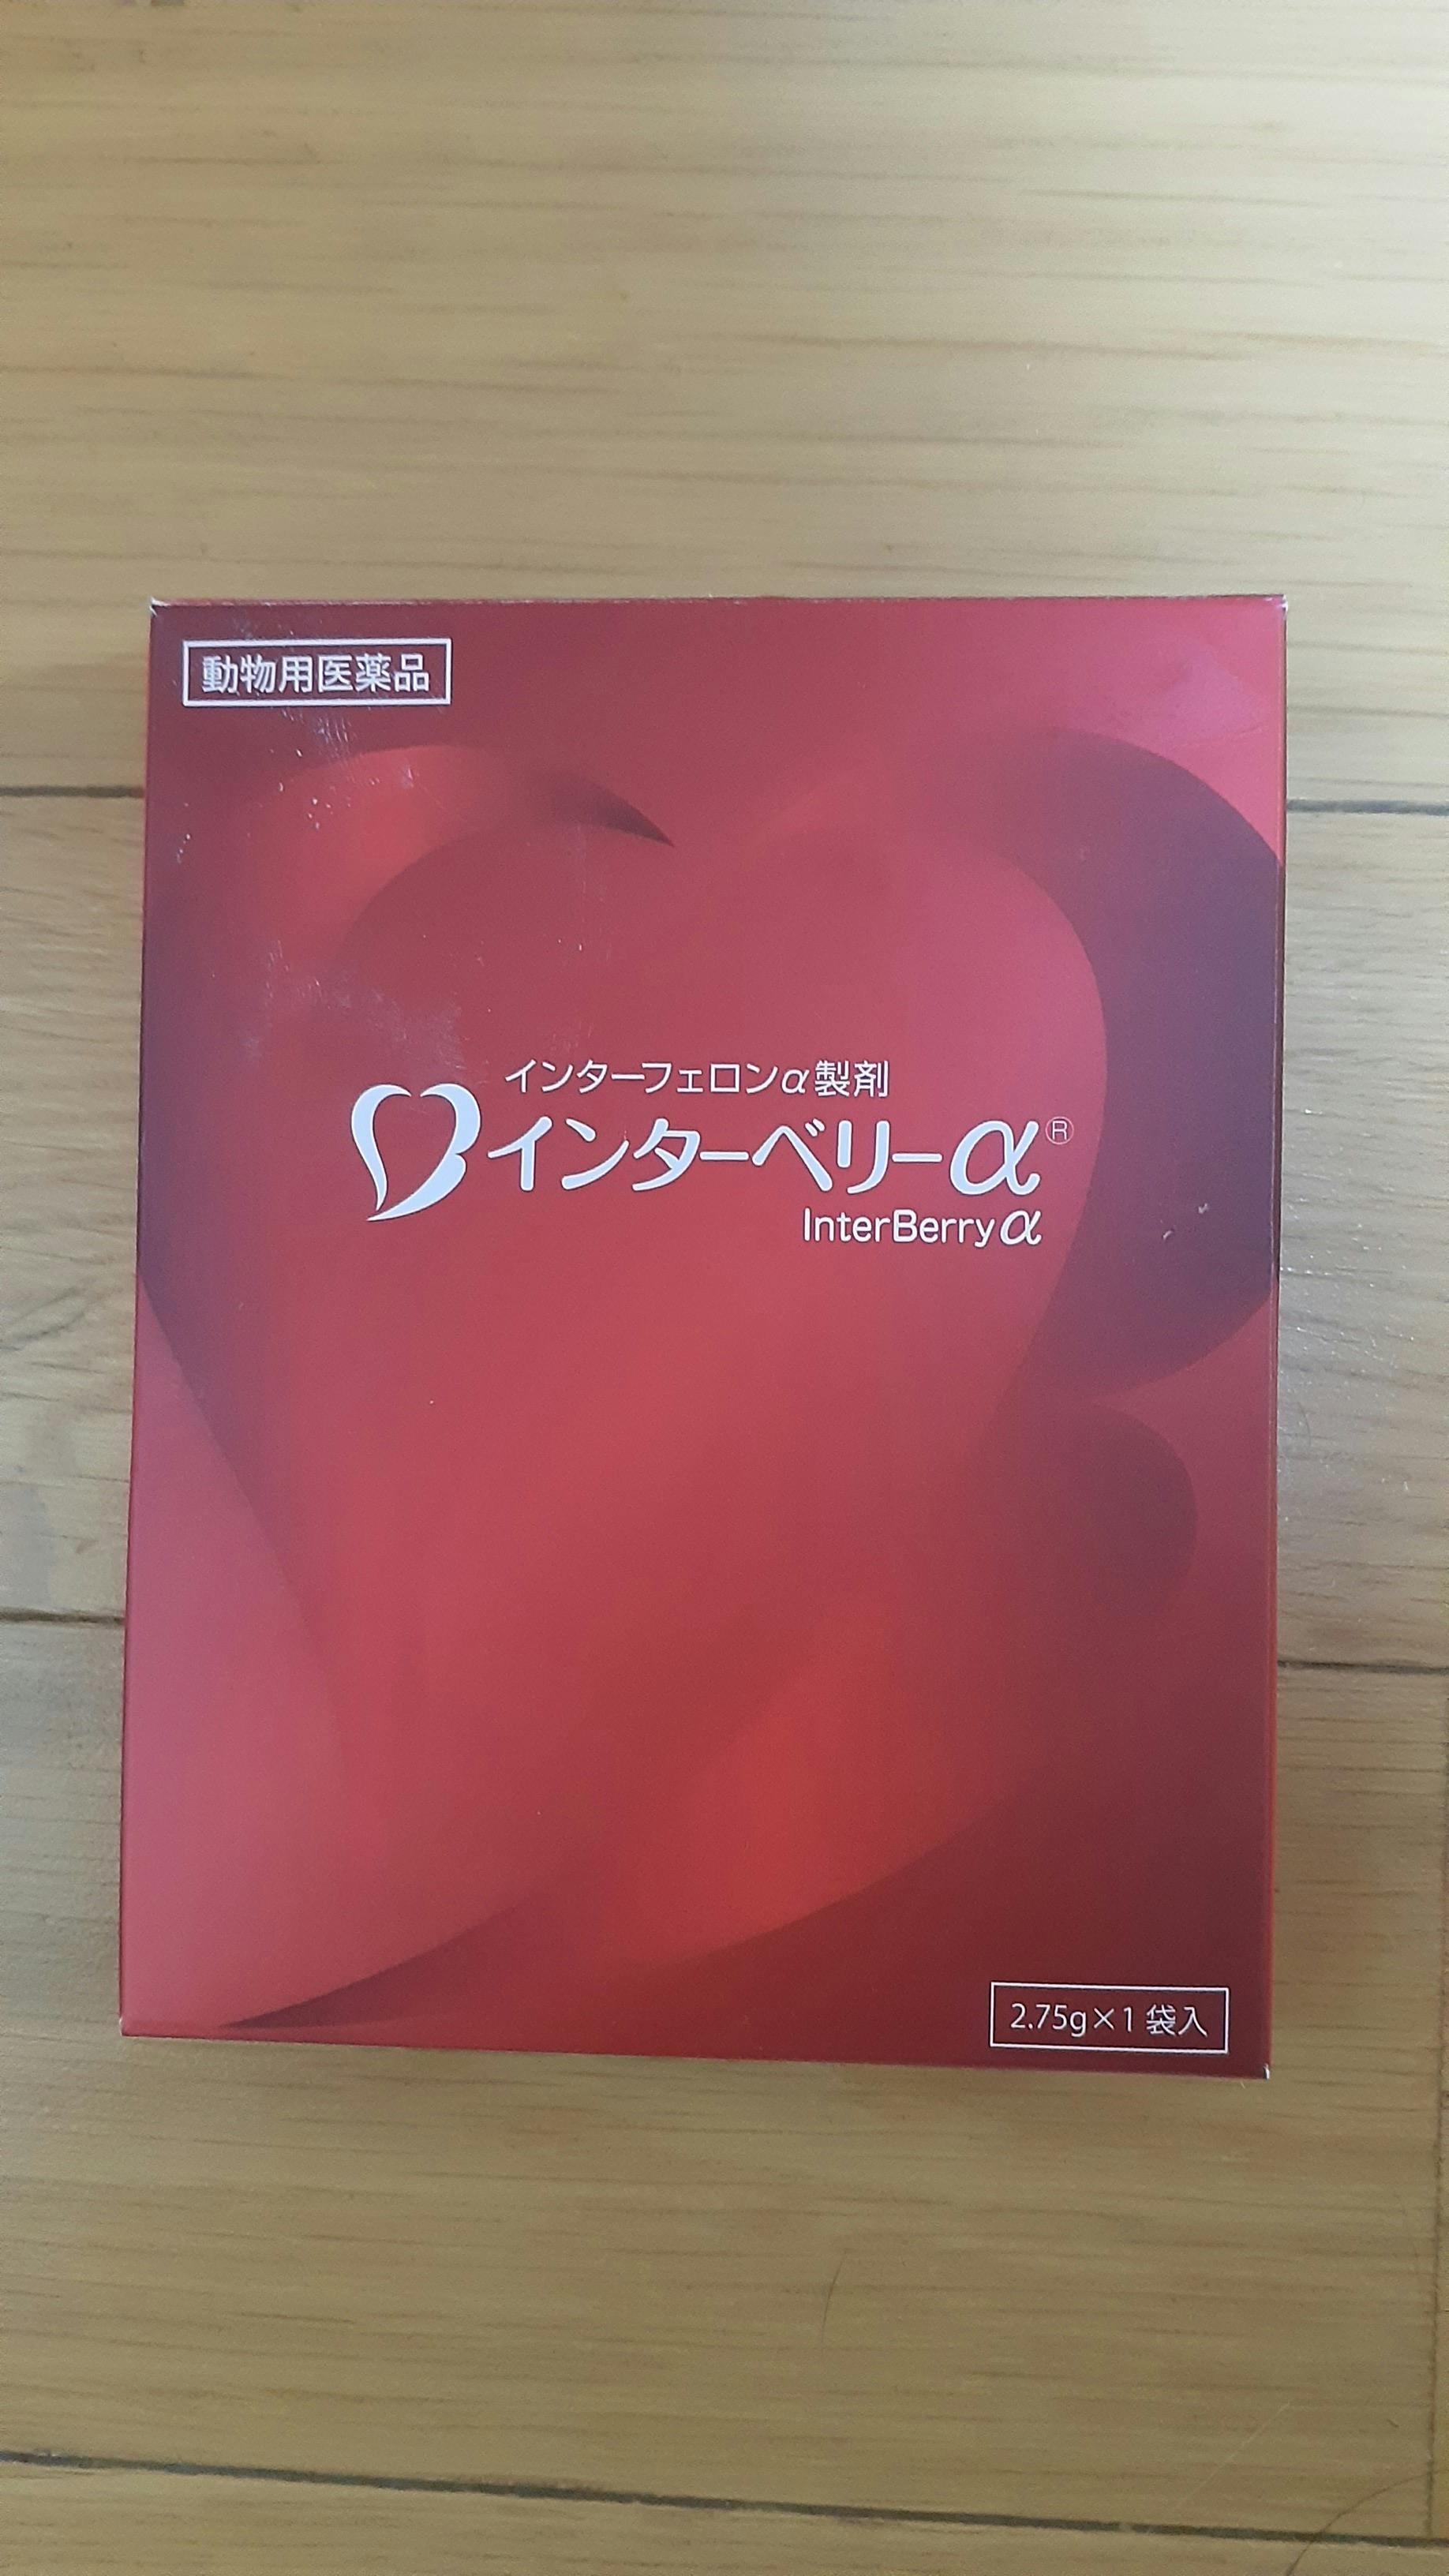 動物用医薬品
インターフェロンα製剤
インターベリーα®
InterBerryα
2.75g×1 袋入